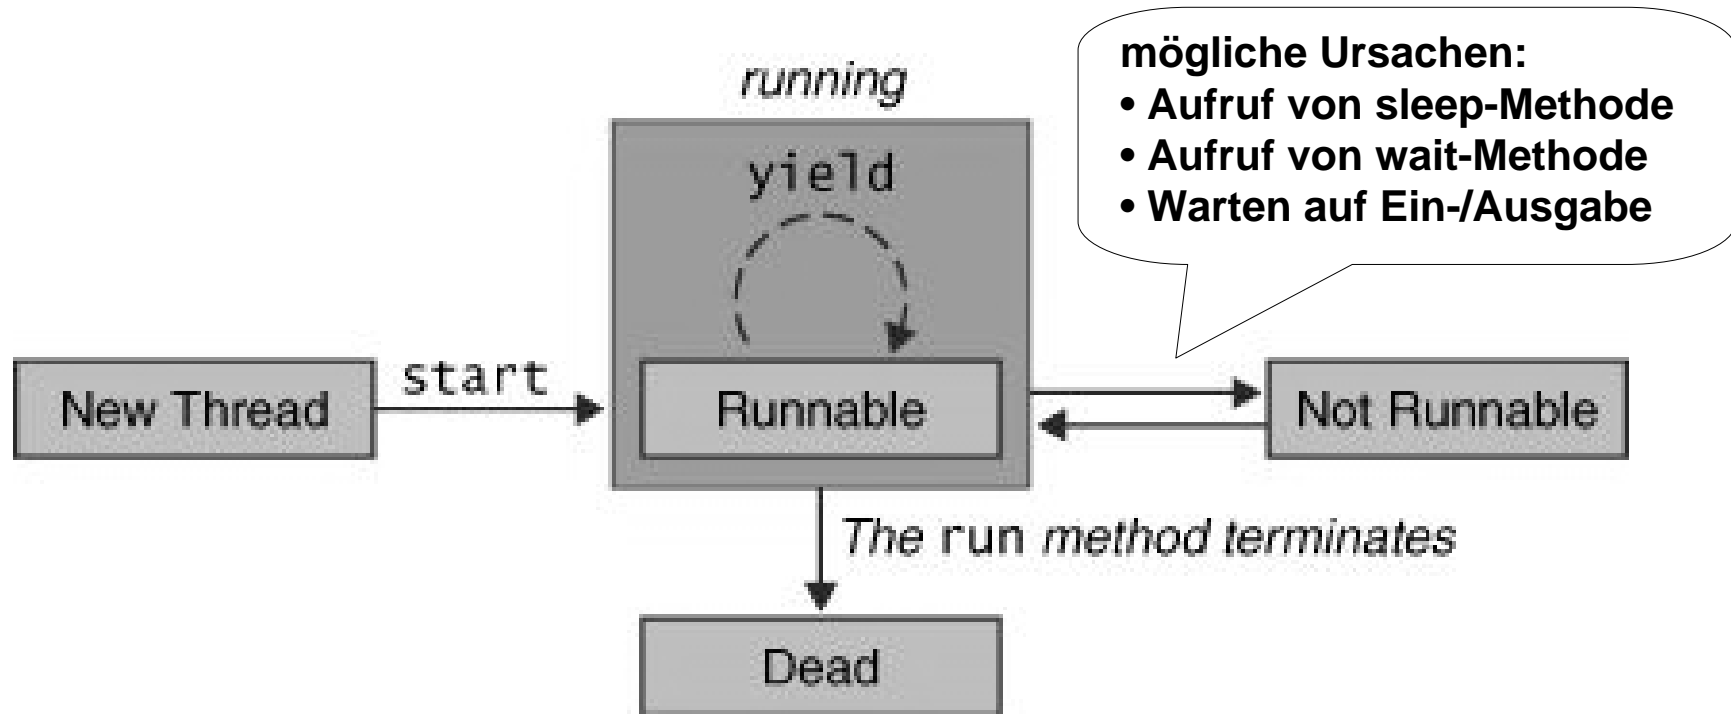 mögliche Ursachen:
• Aufruf von sleep-Methode
• Aufruf von wait-Methode
• Warten auf Ein-/Ausgabe
running
yield
New Thread
start
Runnable
Not Runnable
The run method terminates
Dead